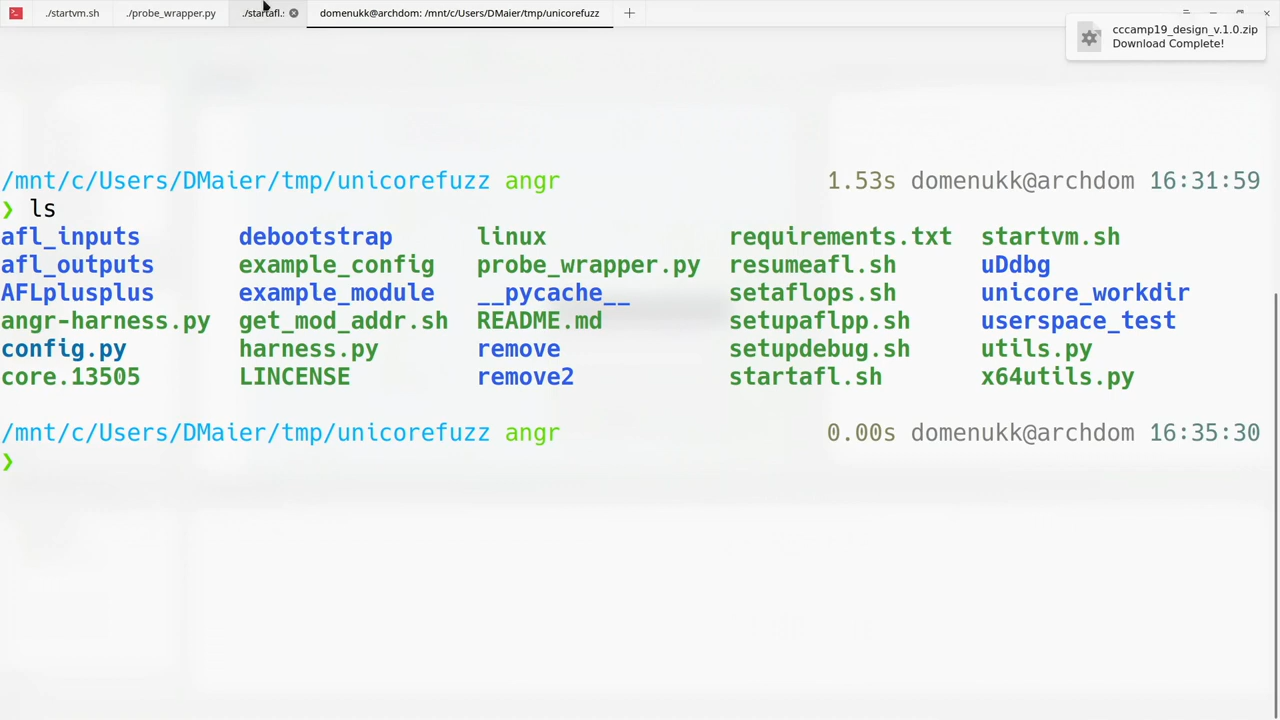 ./startvm.sh ./probe_wrapper.py ./startafl.: domenukk@archdom: /mnt/c/Users/DMaier/tmp/unicorefuzz
cccamp19_design_v.1.0.zip
Download Complete!
/mnt/c/Users/DMaier/tmp/unicorefuzz angr 1.53s domenukk@archdom 16:31:59
❯ ls
afl_inputs debootstrap linux requirements.txt startvm.sh
afl_outputs example_config probe_wrapper.py resumeafl.sh uDdbg
AFLplusplus example_module __pycache__ setaflops.sh unicore_workdir
angr-harness.py get_mod_addr.sh README.md setupaflpp.sh userspace_test
config.py harness.py remove setupdebug.sh utils.py
core.13505 LINCENSE remove2 startafl.sh x64utils.py
/mnt/c/Users/DMaier/tmp/unicorefuzz angr 0.00s domenukk@archdom 16:35:30
❯